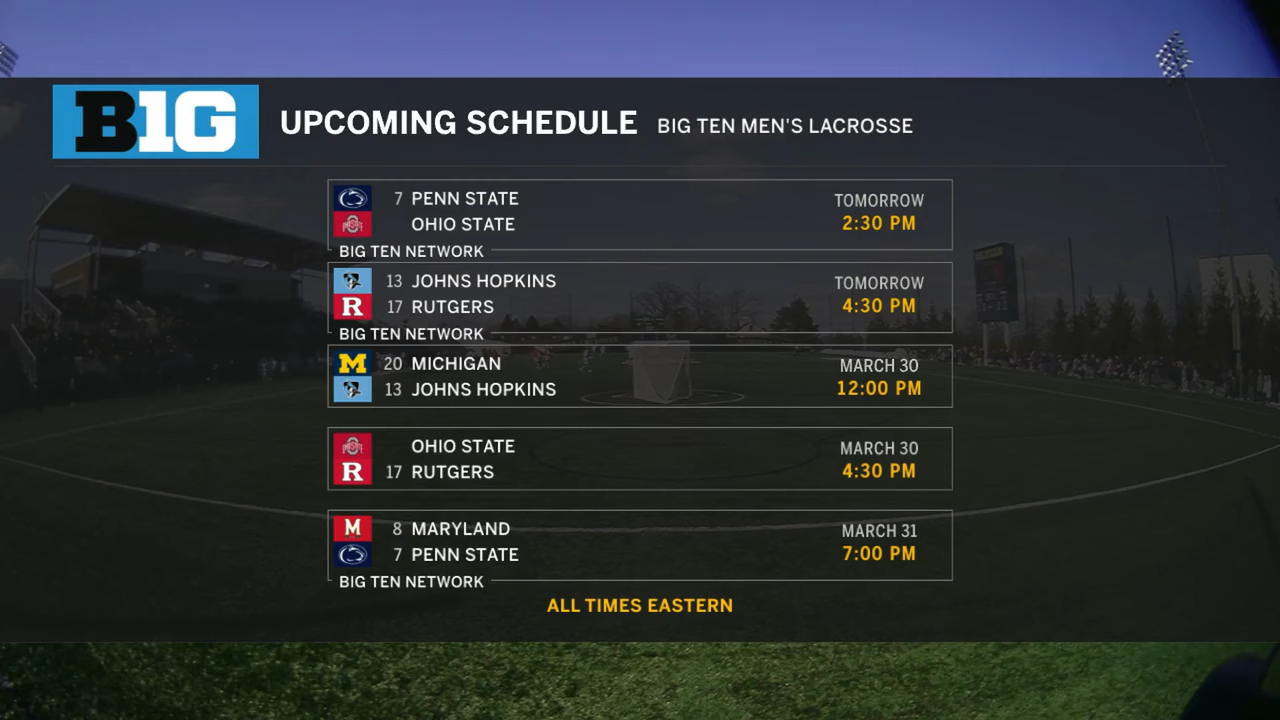 B1G UPCOMING SCHEDULE BIG TEN MEN'S LACROSSE
7 PENN STATE TOMORROW
OHIO STATE 2:30 PM
BIG TEN NETWORK
13 JOHNS HOPKINS TOMORROW
R 17 RUTGERS 4:30 PM
BIG TEN NETWORK
M 20 MICHIGAN MARCH 30
13 JOHNS HOPKINS 12:00 PM
OHIO STATE MARCH 30
R 17 RUTGERS 4:30 PM
M 8 MARYLAND MARCH 31
7 PENN STATE 7:00 PM
BIG TEN NETWORK
ALL TIMES EASTERN